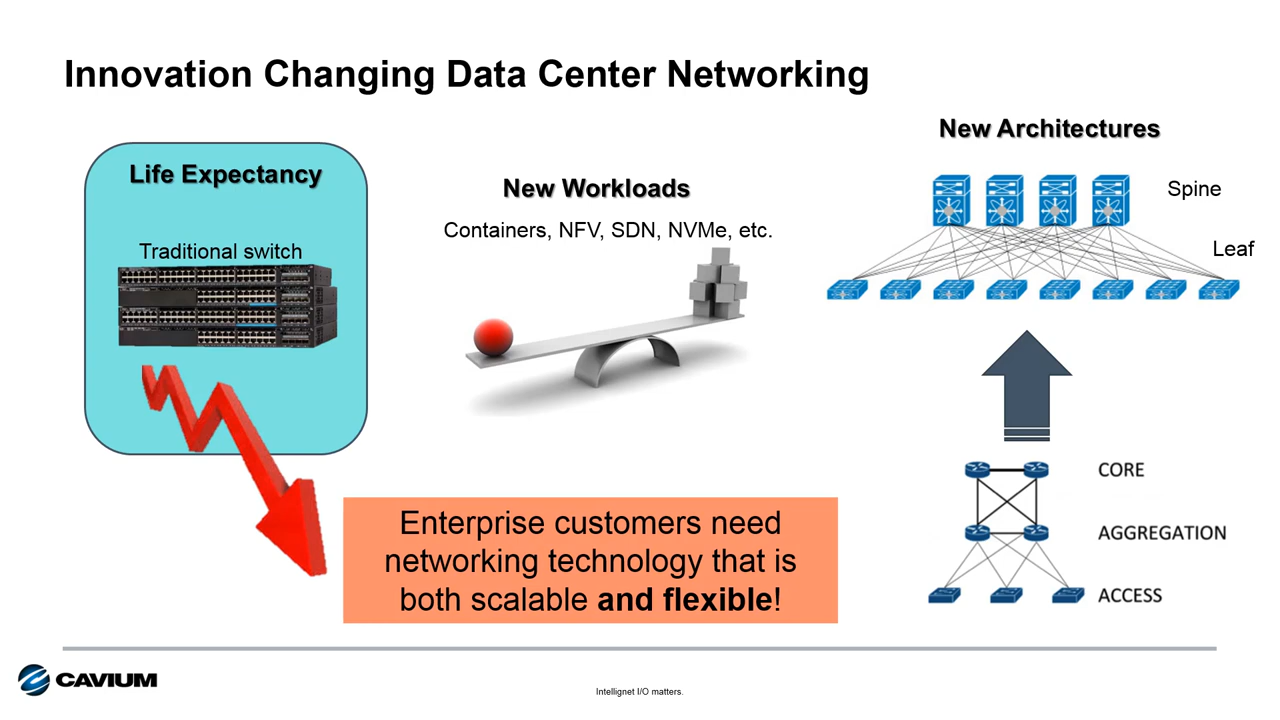 Innovation Changing Data Center Networking
Life Expectancy
Traditional switch
New Workloads
Containers, NFV, SDN, NVMe, etc.
New Architectures
Spine
Leaf
CORE
AGGREGATION
ACCESS
Enterprise customers need
networking technology that is
both scalable and flexible!
CAVIUM
Intellignet I/O matters.